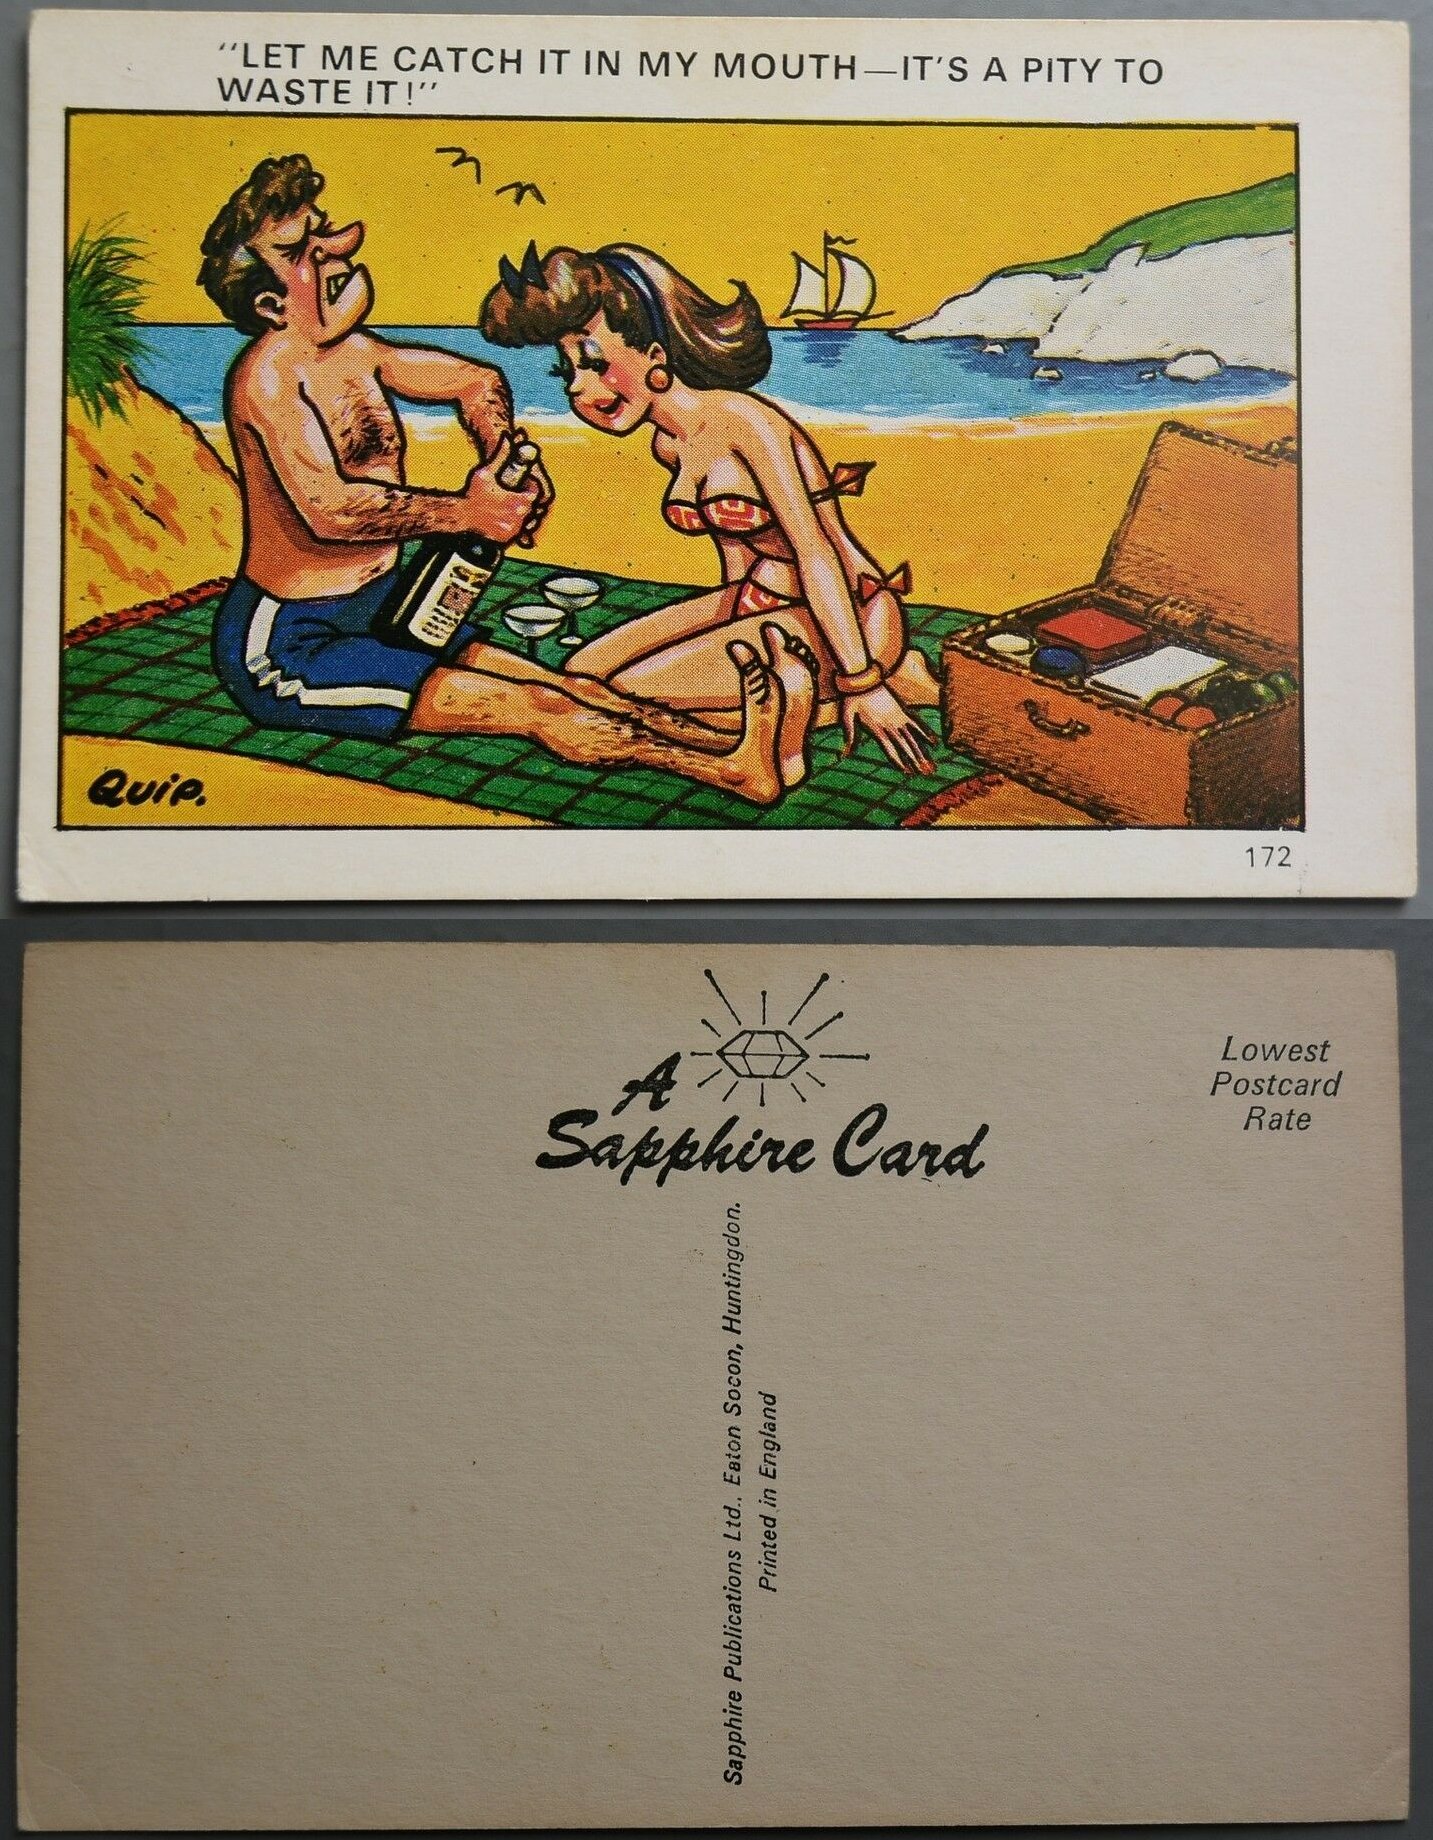 "LET ME CATCH IT IN MY MOUTH—IT'S A PITY TO
WASTE IT!"
Quip.
172
A
Sapphire Card
Lowest
Postcard
Rate
Sapphire Publications Ltd., Eaton Socon, Huntingdon.
Printed in England